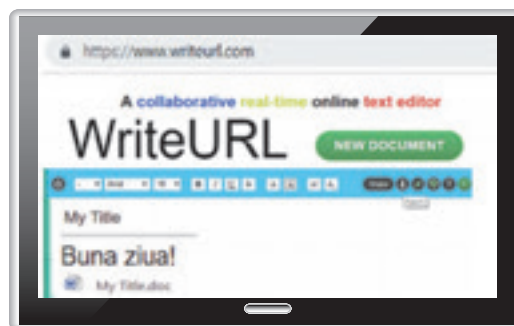 https://www.writeurl.com
A collaborative real-time online text editor
WriteURL
NEW DOCUMENT
My Title
Buna ziua!
My Title.doc